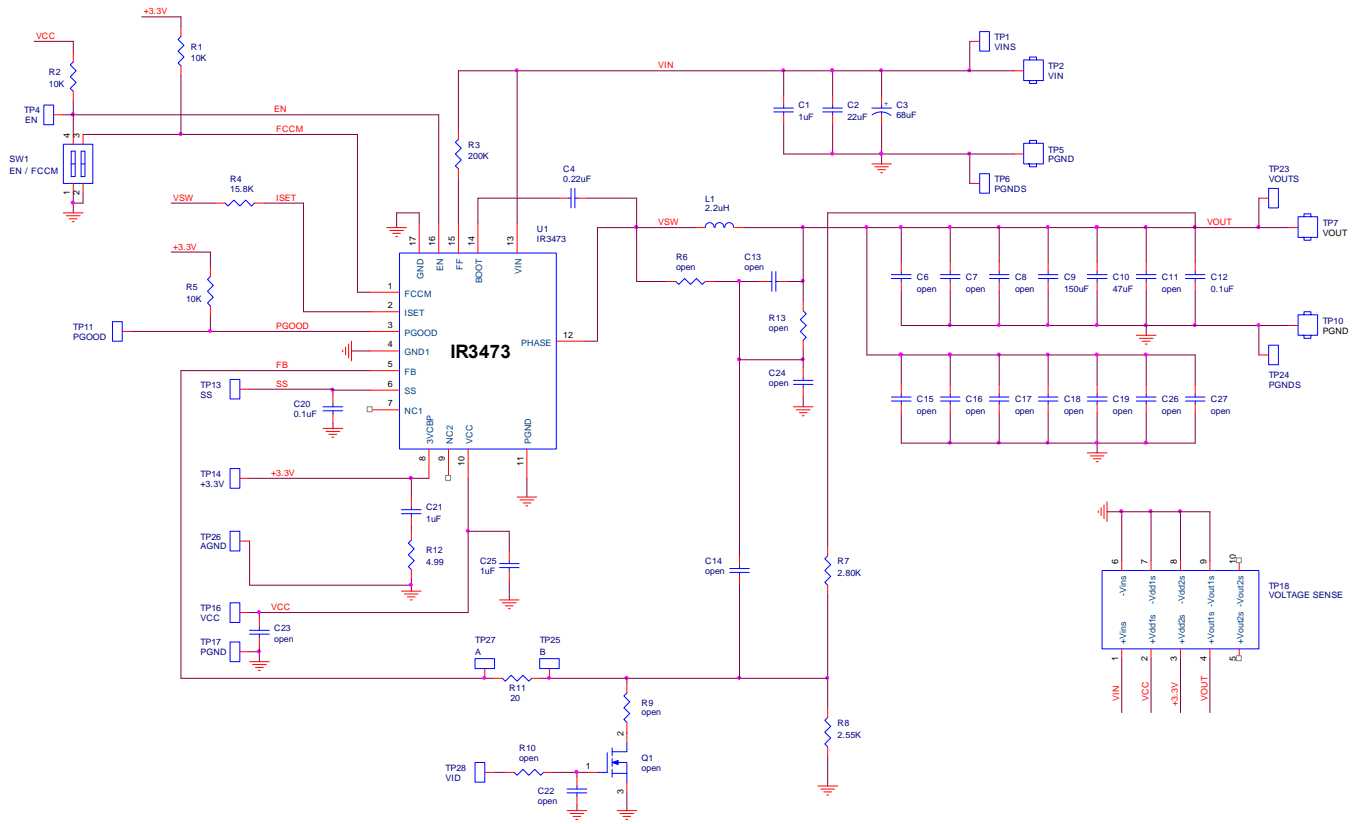 +3.3V
VCC
R1
10K
R2
10K
TP4
EN
EN
FCCM
4
3
SW1
EN / FCCM
1
2
R4
15.8K
VSW
ISET
+3.3V
R5
10K
TP11
PGOOD
PGOOD
FB
TP13
SS
SS
C20
0.1uF
R3
200K
C4
0.22uF
VIN
C1
1uF
C2
22uF
C3
68uF
+
TP1
VINS
TP2
VIN
TP5
PGND
TP6
PGNDS
U1
IR3473
17
16
15
14
13
GND
EN
FF
BOOT
VIN
1
FCCM
2
ISET
3
PGOOD
4
GND1
5
FB
6
SS
7
NC1
IR3473
PHASE
12
3VCBP
NC2
VCC
PGND
8
9
10
11
VSW
L1
2.2uH
R6
open
C13
open
R13
open
C24
open
VOUT
TP23
VOUTS
TP7
VOUT
C6
open
C7
open
C8
open
C9
150uF
C10
47uF
C11
open
C12
0.1uF
TP10
PGND
TP24
PGNDS
C15
open
C16
open
C17
open
C18
open
C19
open
C26
open
C27
open
TP14
+3.3V
+3.3V
C21
1uF
R12
4.99
TP26
AGND
C25
1uF
TP16
VCC
VCC
C23
open
TP17
PGND
C14
open
R7
2.80K
R8
2.55K
TP27
A
TP25
B
R11
20
R9
open
2
Q1
open
1
3
R10
open
TP28
VID
C22
open
6
7
8
9
10
-Vins
-Vdd1s
-Vdd2s
-Vout1s
-Vout2s
TP18
VOLTAGE SENSE
+Vins
+Vdd1s
+Vdd2s
+Vout1s
+Vout2s
1
2
3
4
5
VIN
VCC
+3.3V
VOUT